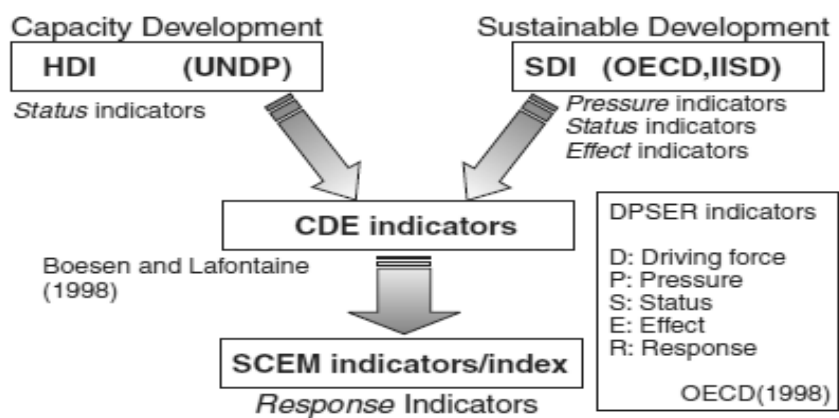 Capacity Development
HDI (UNDP)
Status indicators
Sustainable Development
SDI (OECD,IISD)
Pressure indicators
Status indicators
Effect indicators
CDE indicators
Boesen and Lafontaine
(1998)
SCEM indicators/index
Response Indicators
DPSER indicators
D: Driving force
P: Pressure
S: Status
E: Effect
R: Response
OECD(1998)